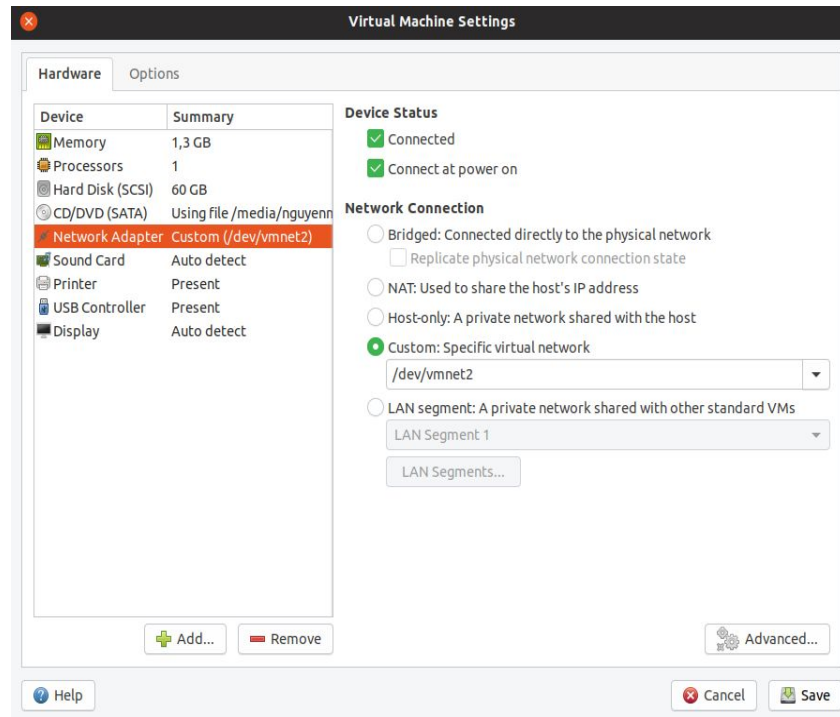 Virtual Machine Settings
Hardware Options
Device Summary
Memory 1,3 GB
Processors 1
Hard Disk (SCSI) 60 GB
CD/DVD (SATA) Using file /media/nguyenn
Network Adapter Custom (/dev/vmnet2)
Sound Card Auto detect
Printer Present
USB Controller Present
Display Auto detect
Add... Remove
Device Status
Connected
Connect at power on
Network Connection
Bridged: Connected directly to the physical network
Replicate physical network connection state
NAT: Used to share the host's IP address
Host-only: A private network shared with the host
Custom: Specific virtual network
/dev/vmnet2
LAN segment: A private network shared with other standard VMs
LAN Segment 1
LAN Segments...
Advanced...
Help Cancel Save